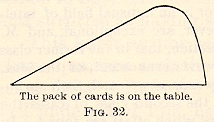 The pack of cards is on the table.
FIG. 32.